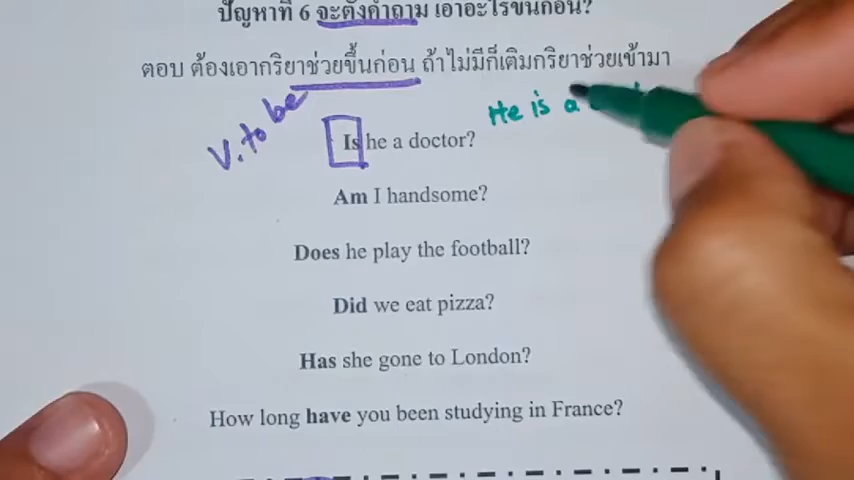 ปัญหาที่ 6 จะตั้งคำถาม เอาอะไรขึ้นก่อน?
ตอบ ต้องเอากริยาช่วยขึ้นก่อน ถ้าไม่มีก็เติมกริยาช่วยเข้ามา
V. to be
He is a
Is he a doctor?
Am I handsome?
Does he play the football?
Did we eat pizza?
Has she gone to London?
How long have you been studying in France?